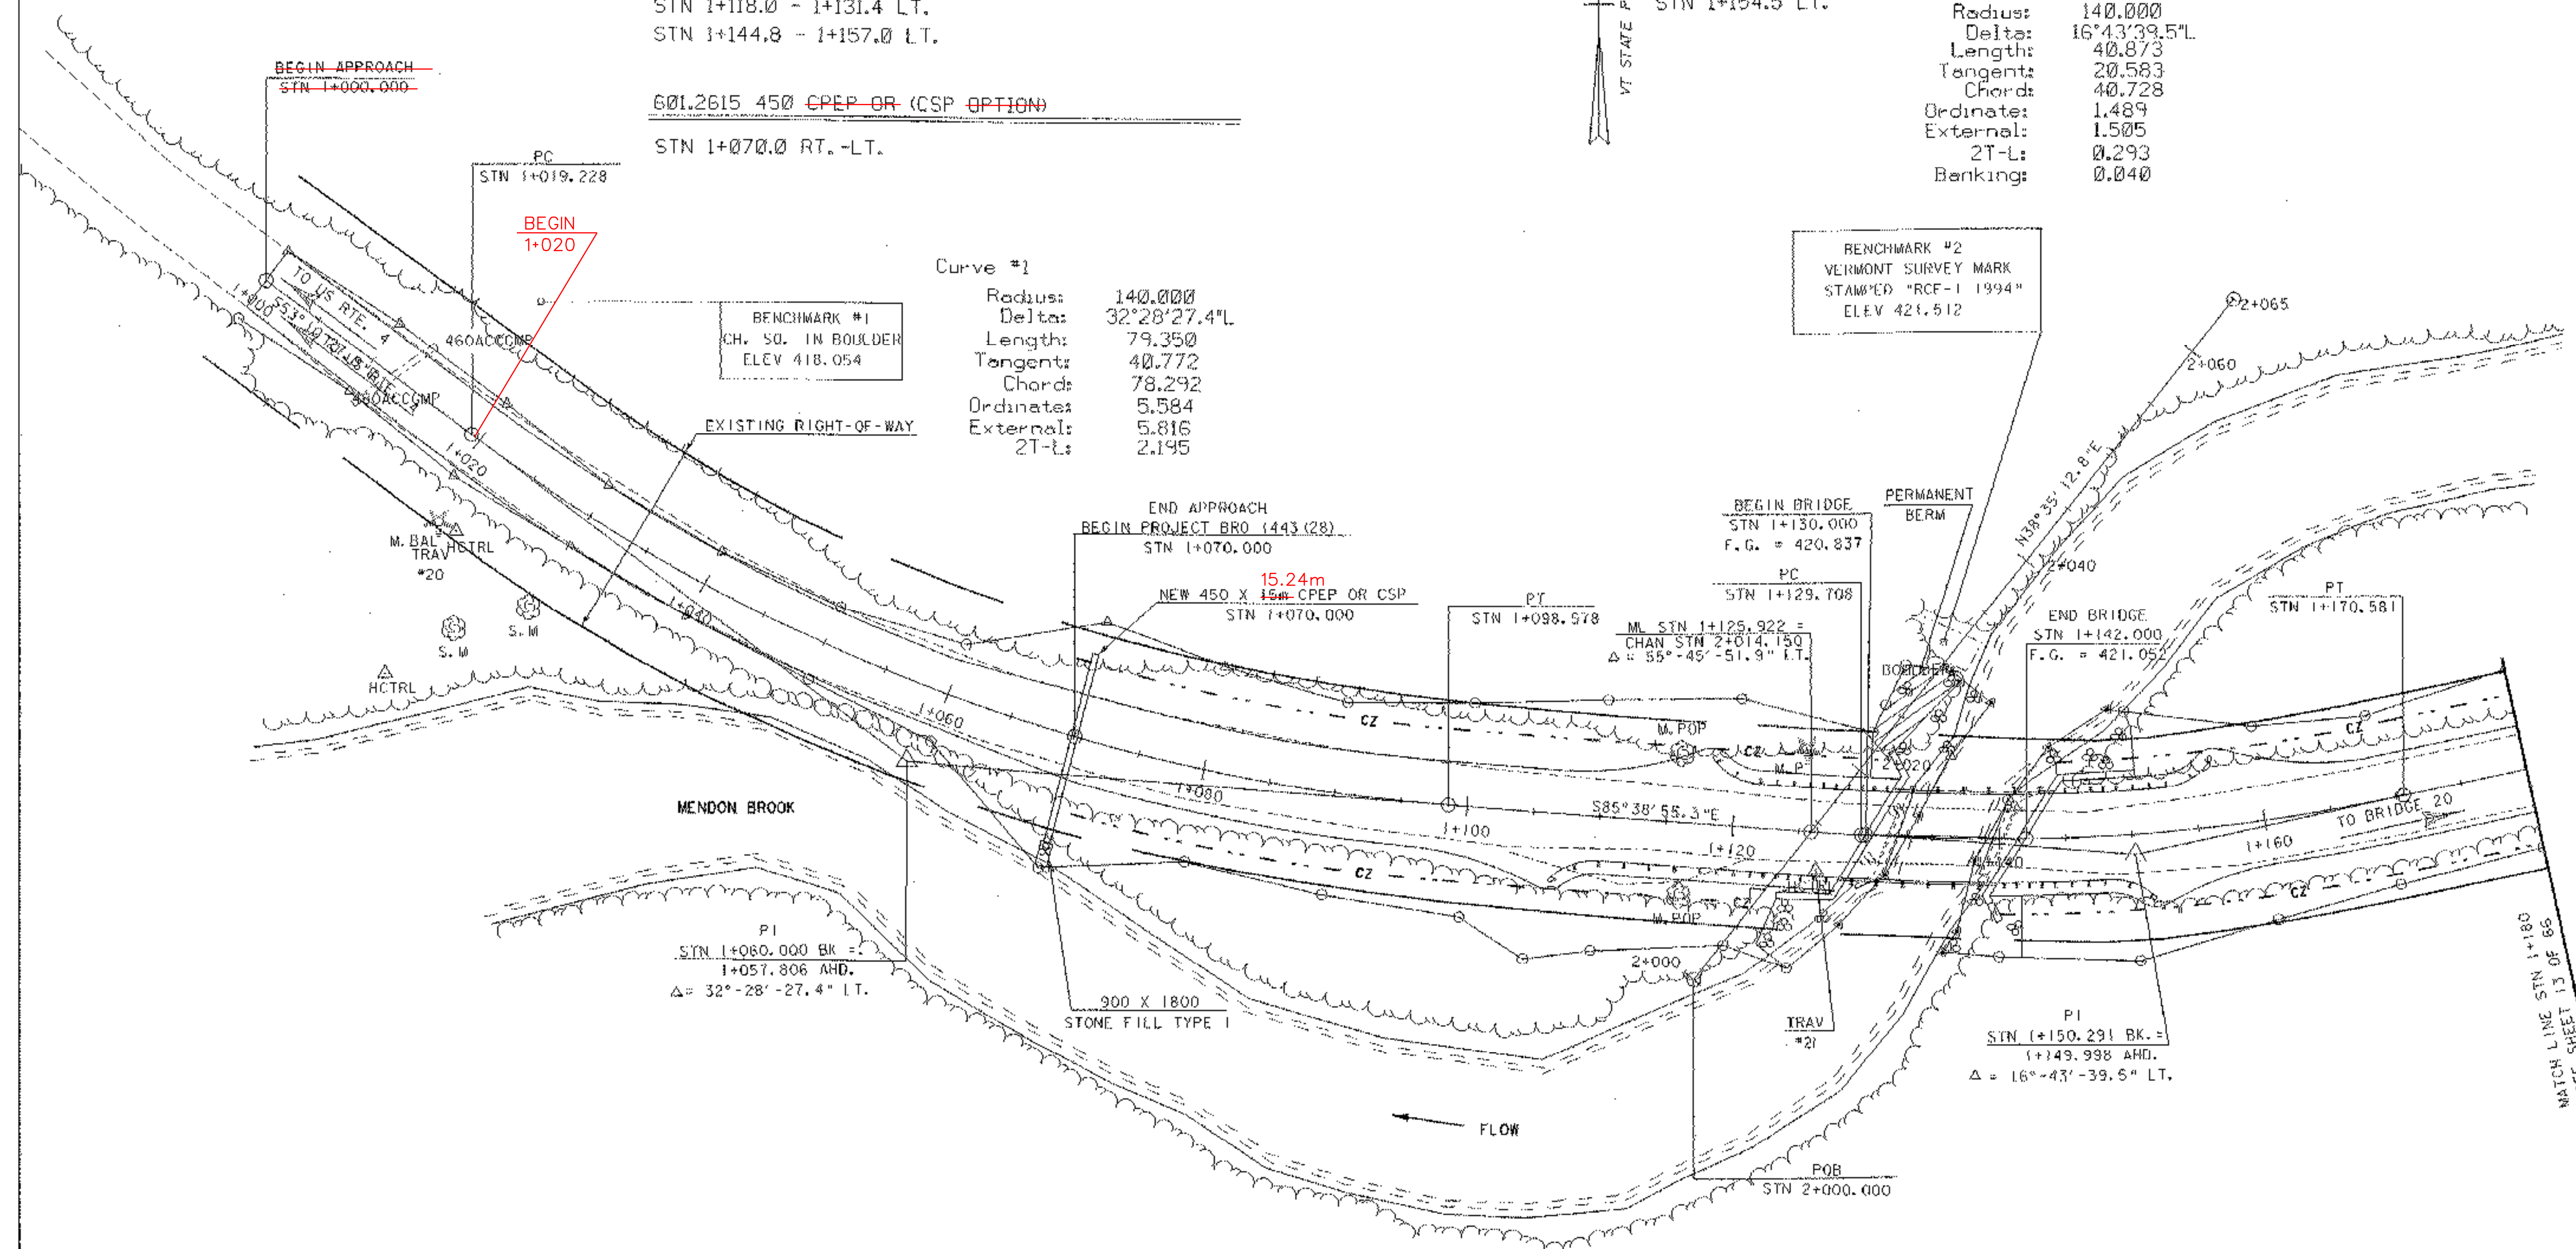 STN 1+118.0 - 1+131.4 LT.
STN 1+144.8 - 1+157.0 LT.
601.2615 450 CPEP OR (CSP OPTION)
STN 1+070.0 RT.-LT.
BEGIN APPROACH
STN 1+000.000
PC
STN 1+019.228
BEGIN
1+020
VT STATE
STN 1+154.5 LT.
Radius: 140.000
Delta: 16°43'39.5"L
Length: 40.873
Tangent: 20.583
Chord: 40.728
Ordinate: 1.489
External: 1.505
2T-L: 0.293
Banking: 0.040
Curve #1
Radius: 140.000
Delta: 32°28'27.4"L
Length: 79.350
Tangent: 40.772
Chord: 78.292
Ordinate: 5.584
External: 5.816
2T-L: 2.195
BENCHMARK #1
CH. SQ. IN BOULDER
ELEV 418.054
BENCHMARK #2
VERMONT SURVEY MARK
STAMPED "RCF-1 1994"
ELEV 421.512
TO US RTE. 4
1+000
460ACCGMP
460ACCGMP
1+020
EXISTING RIGHT-OF-WAY
M. BAL
TRAV HCTRL
#20
S. M
S. M
HCTRL
1+040
1+060
END APPROACH
BEGIN PROJECT BRO 1443(28)
STN 1+070.000
15.24m
NEW 450 X 15m CPEP OR CSP
STN 1+070.000
PT
STN 1+098.578
BEGIN BRIDGE
STN 1+130.000
F.G. = 420.837
PERMANENT
BERM
PC
STN 1+129.708
ML STN 1+125.922 =
CHAN STN 2+014.150
Δ = 55°-45'-51.9" LT.
N38°35'12.8"E
2+065
2+060
2+040
END BRIDGE
STN 1+142.000
F.G. = 421.052
PT
STN 1+170.581
BOULDER
M. POP
M. P
CZ
CZ
CZ
2+020
1+080
1+100
S85°38'55.3"E
1+120
1+140
1+160
TO BRIDGE 20
CZ
CZ
CZ
M. POP
MENDON BROOK
PI
STN 1+060.000 BK =
1+057.806 AHD.
Δ= 32°-28'-27.4" LT.
900 X 1800
STONE FILL TYPE I
2+000
TRAV
#21
PI
STN 1+150.291 BK.=
1+149.998 AHD.
Δ = 16°-43'-39.5" LT.
FLOW
POB
STN 2+000.000
MATCH LINE STN 1+180
SHEET 13 OF 66